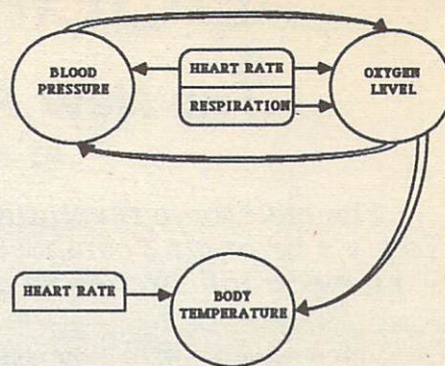 BLOOD
PRESSURE
HEART RATE
RESPIRATION
OXYGEN
LEVEL
HEART RATE
BODY
TEMPERATURE